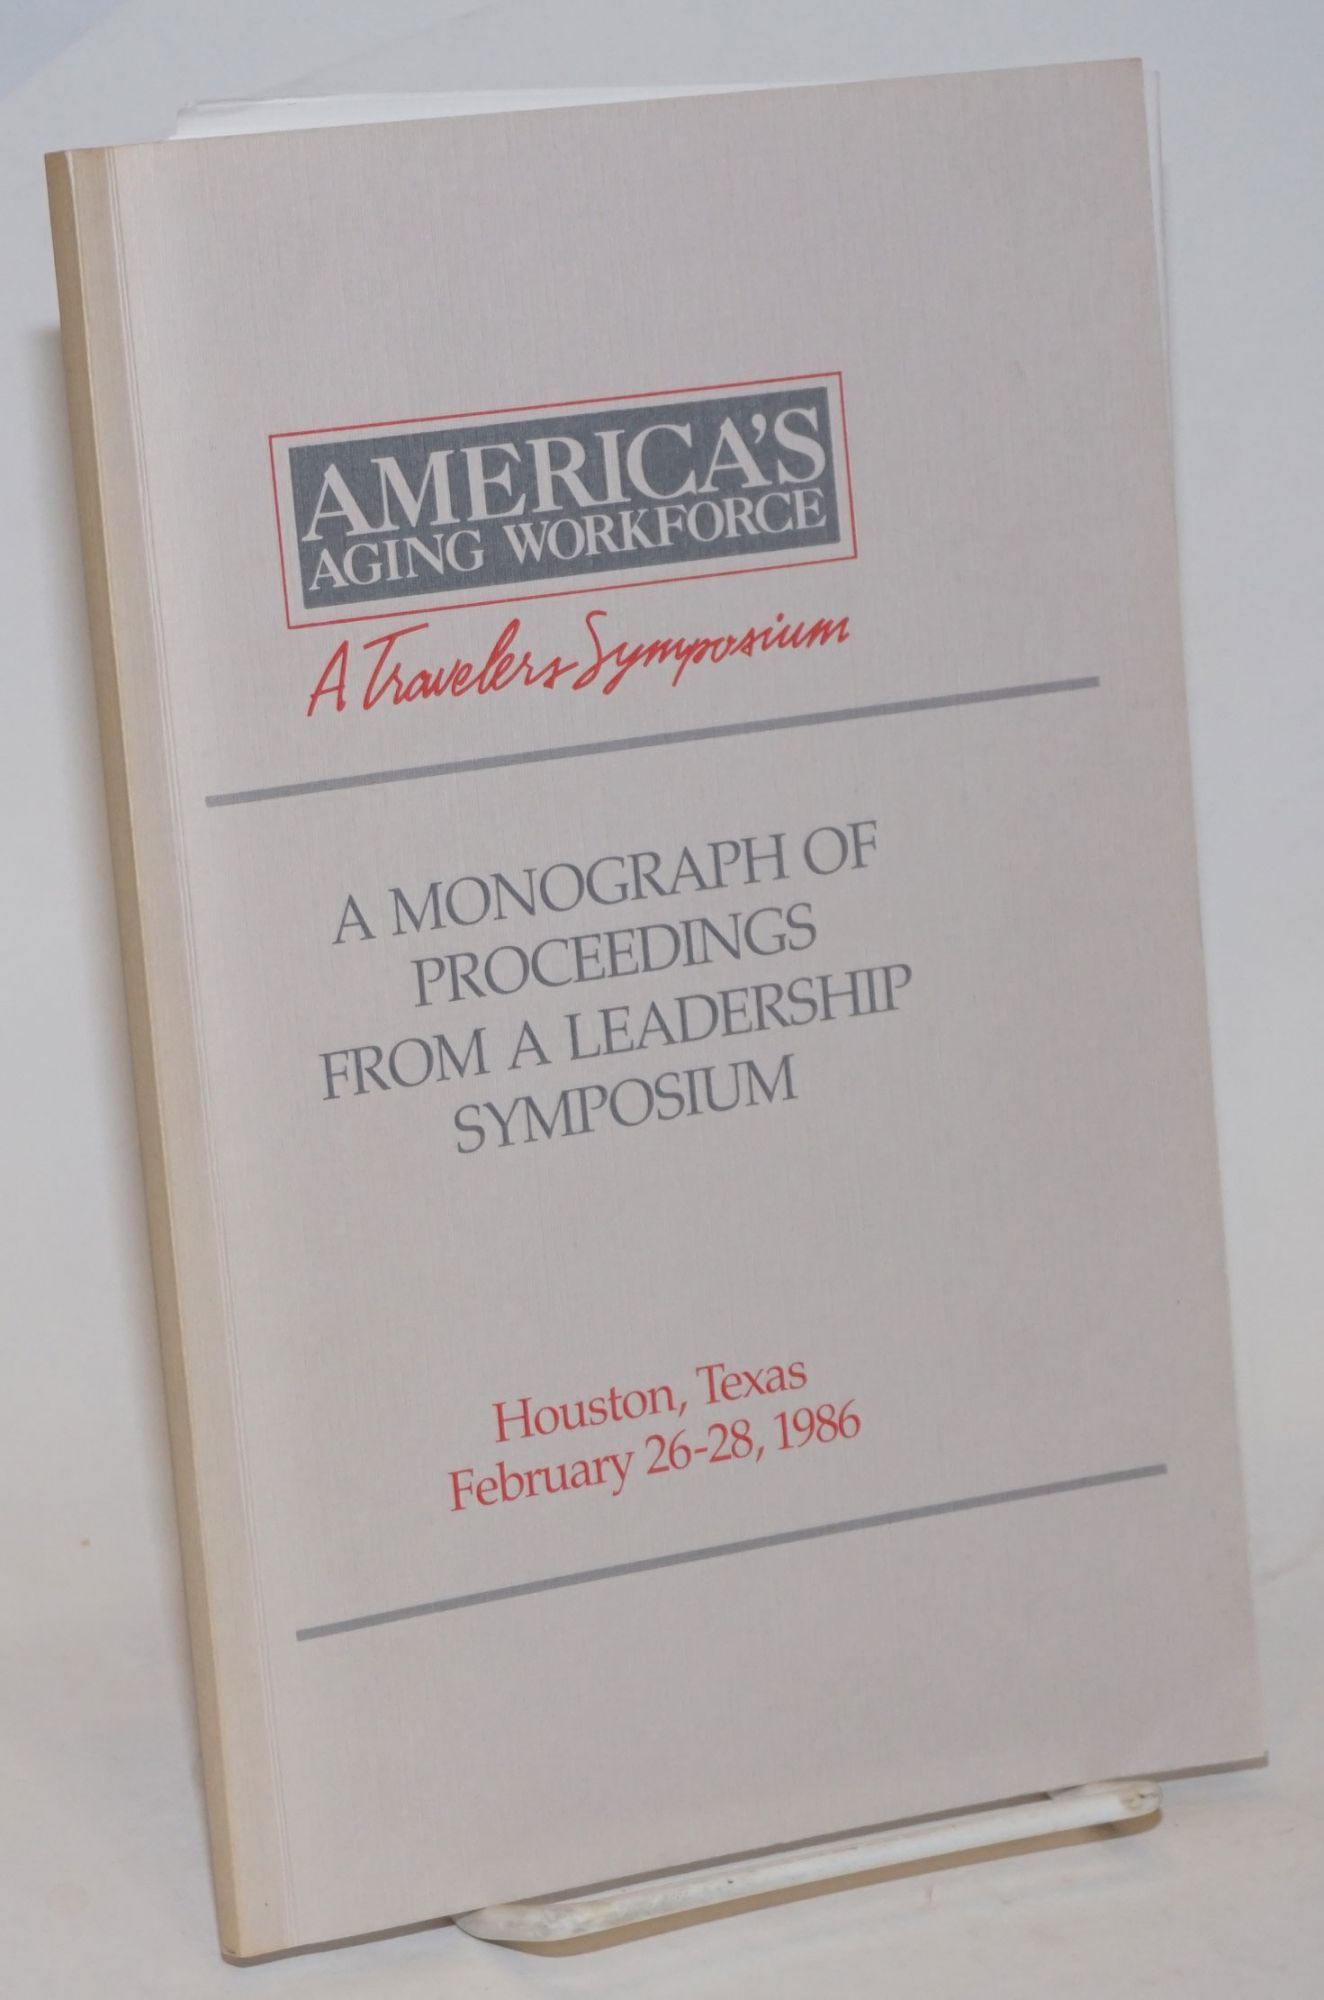 AMERICA'S
AGING WORKFORCE
A Travelers Symposium
A MONOGRAPH OF
PROCEEDINGS
FROM A LEADERSHIP
SYMPOSIUM
Houston, Texas
February 26-28, 1986